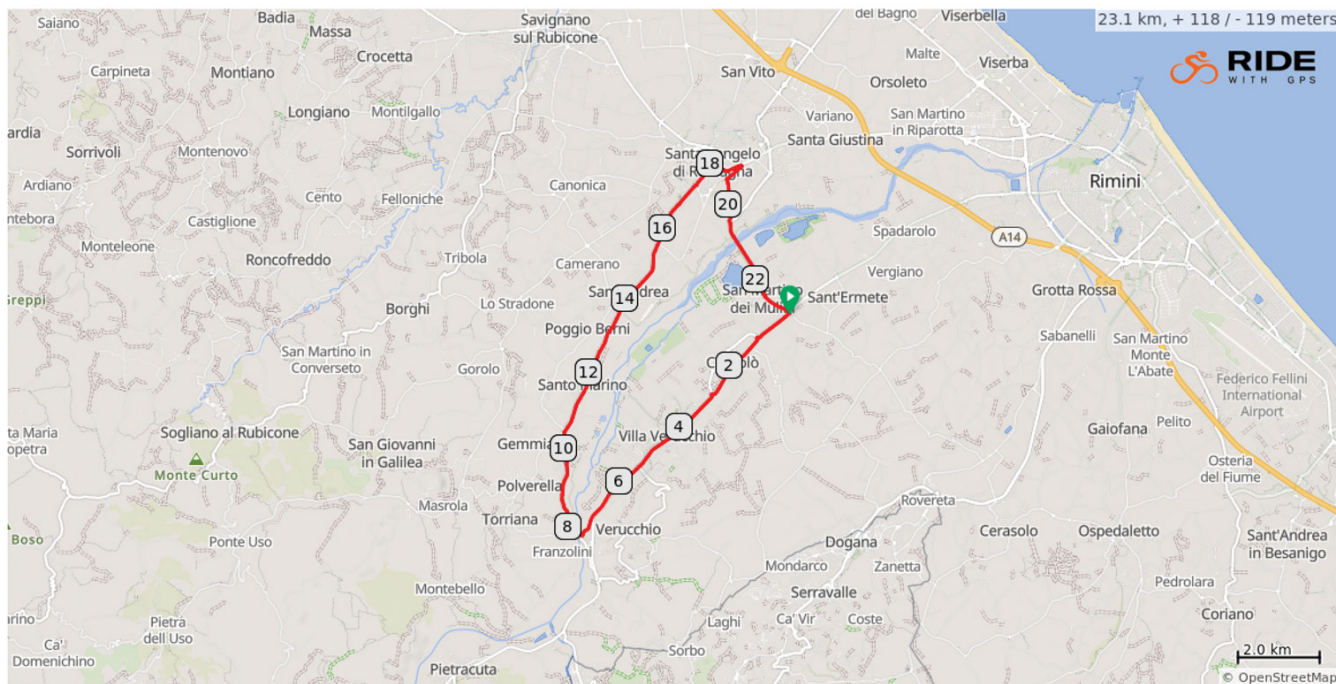 Saiano
Badia
Massa
Savignano
sul Rubicone
del Bagno
Viserbella
23.1 km, + 118 / - 119 meters
RIDE
WITH GPS
Carpineta
Crocetta
Montiano
San Vito
Malte
Viserba
Orsoleto
Longiano
Montilgallo
Variano
San Martino
in Riparotta
Santa Giustina
Sorrivoli
Montenovo
18
di R
Rimini
Ardiano
Cento
Felloniche
Canonica
20
Castiglione
16
Spadarolo
A14
Monteleone
Roncofreddo
Tribola
Camerano
Vergiano
22
Grotta Rossa
Borghi
Lo Stradone
14
dei Muli
Sant'Ermete
Poggio Berni
Sabanelli
San Martino
Monte
L'Abate
San Martino in
Converseto
Gorolo
12
2
Federico Fellini
International
Airport
Sogliano al Rubicone
San Giovanni
in Galilea
4
Gaiofana
Pelito
Monte Curto
10
6
Osteria
del Fiume
Polverella
Masrola
Rovereta
Torriana
8
Verucchio
Cerasolo
Ospedaletto
Sant'Andrea
in Besanigo
Boso
Ponte Uso
Franzolini
Dogana
Mondarco
Zanetta
Montebello
Serravalle
Pedrolara
Coriano
Pietra
dell Uso
Laghi
Ca' Vir
Coste
Ca'
Domenichino
Sorbo
Pietracuta
2.0 km
© OpenStreetMap